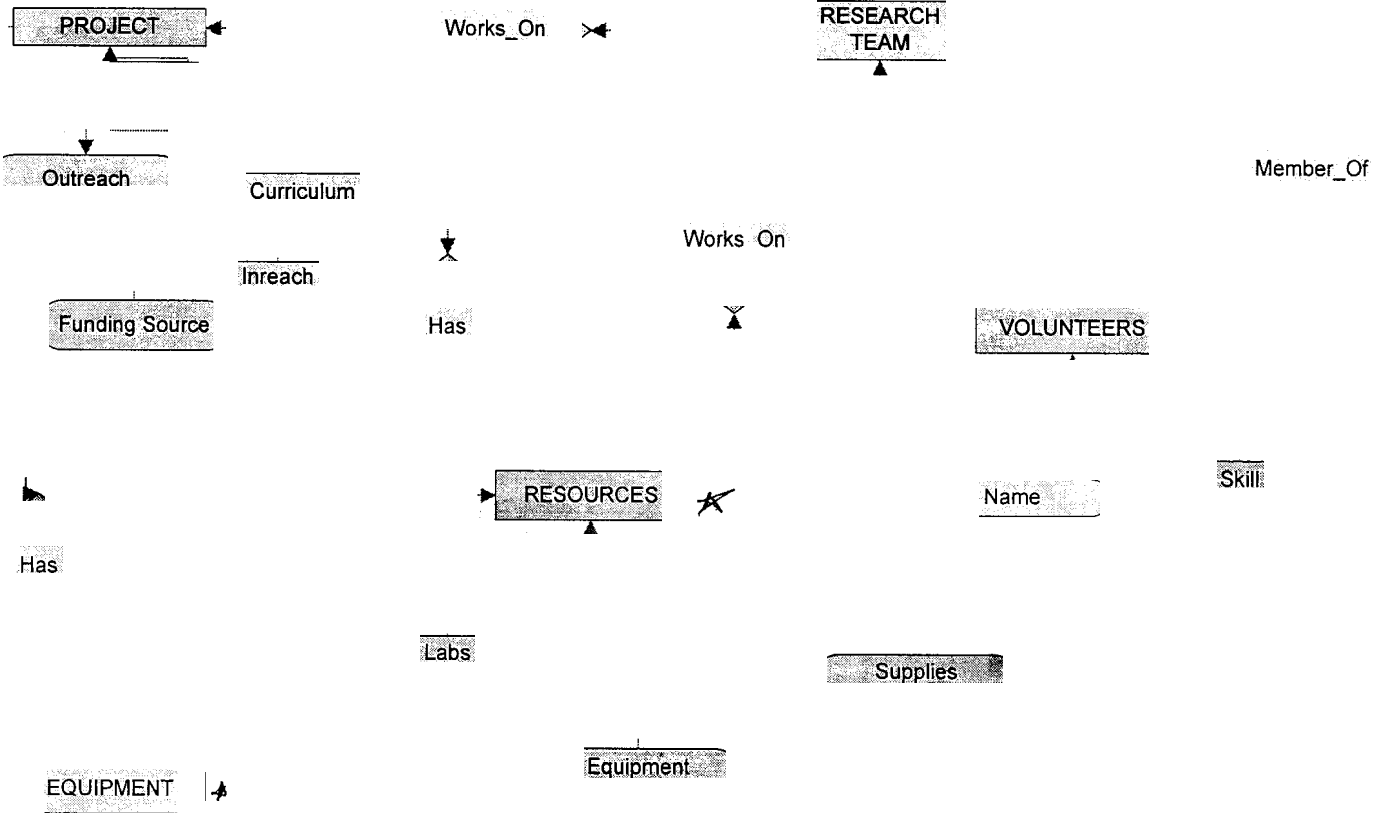 PROJECT
Works_On
RESEARCH
TEAM
Outreach
Curriculum
Member_Of
Works On
Inreach
Funding Source
Has
VOLUNTEERS
RESOURCES
Name
Skill
Has
Labs
Supplies
Equipment
EQUIPMENT